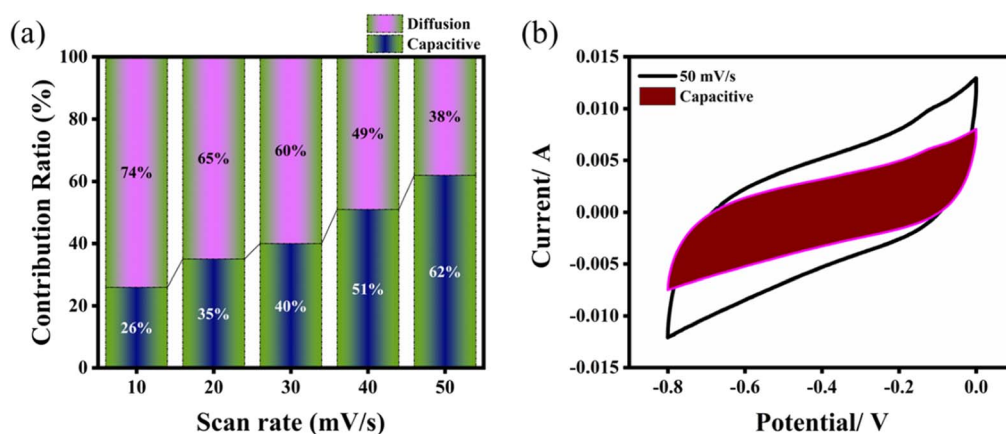 (a)
Diffusion
Capacitive
Contribution Ratio (%)
100
80
60
40
20
0
74%
65%
60%
49%
38%
26%
35%
40%
51%
62%
10 20 30 40 50
Scan rate (mV/s)
(b)
50 mV/s
Capacitive
Current/ A
0.015
0.010
0.005
0.000
-0.005
-0.010
-0.015
-0.8 -0.6 -0.4 -0.2 0.0
Potential/ V